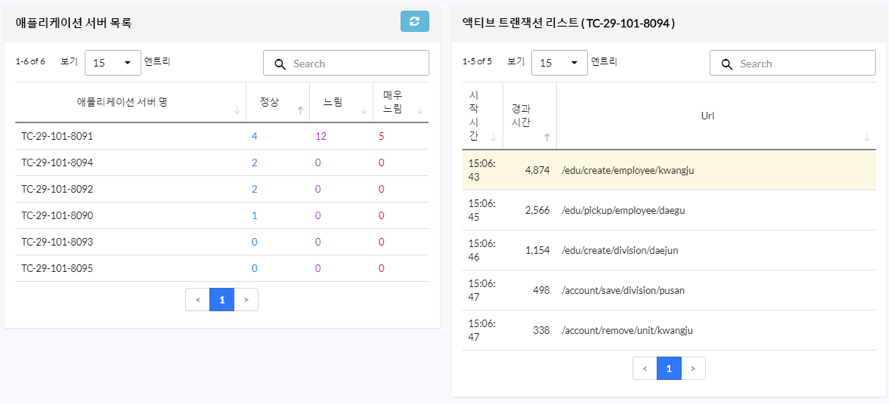 애플리케이션 서버 목록
1-6 of 6 보기 15 엔트리 Search
애플리케이션 서버 명 정상 느림 매우 느림
TC-29-101-8091 4 12 5
TC-29-101-8094 2 0 0
TC-29-101-8092 2 0 0
TC-29-101-8090 1 0 0
TC-29-101-8093 0 0 0
TC-29-101-8095 0 0 0
< 1 >
액티브 트랜잭션 리스트 ( TC-29-101-8094 )
1-5 of 5 보기 15 엔트리 Search
시작시간 경과시간 Url
15:06:43 4,874 /edu/create/employee/kwangju
15:06:45 2,566 /edu/pickup/employee/daegu
15:06:46 1,154 /edu/create/division/daejun
15:06:47 498 /account/save/division/pusan
15:06:47 338 /account/remove/unit/kwangju
< 1 >